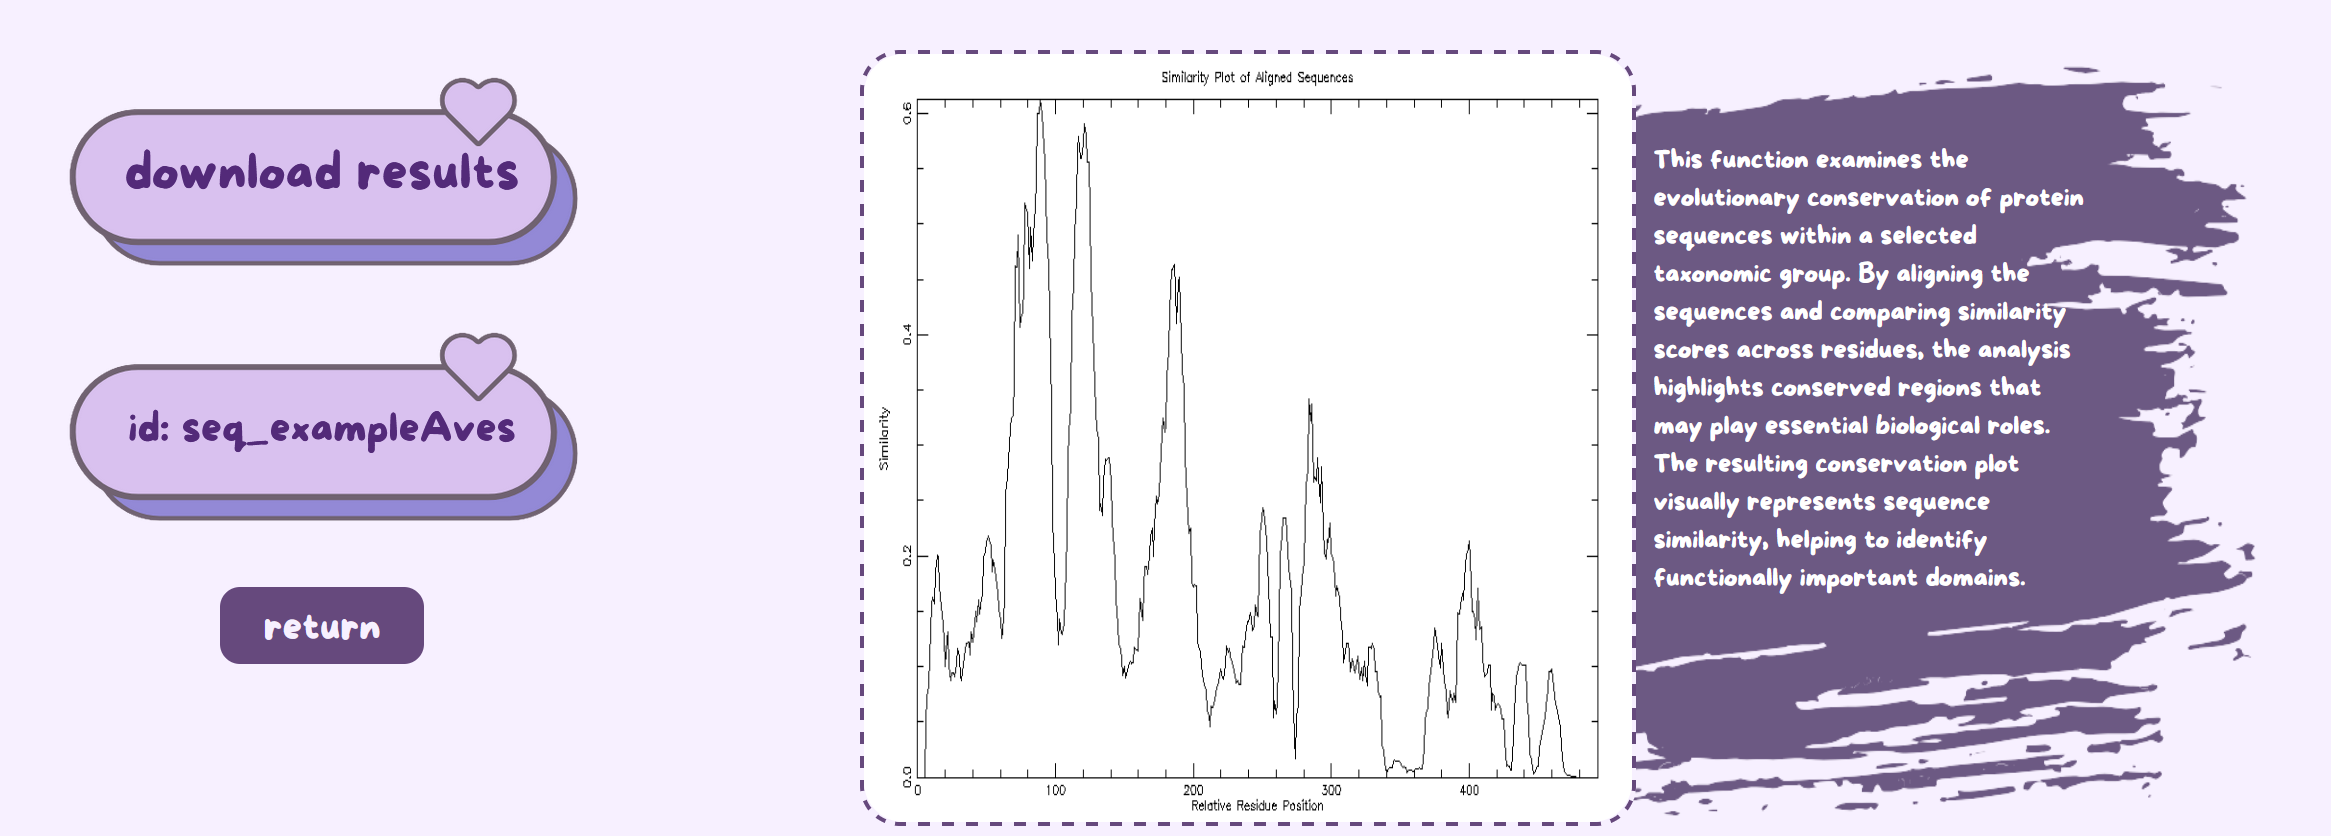 download results
id: seq_exampleAves
return
Similarity Plot of Aligned Sequences
Similarity
0.6
0.4
0.2
0.0
0 100 200 300 400
Relative Residue Position
This function examines the
evolutionary conservation of protein
sequences within a selected
taxonomic group. By aligning the
sequences and comparing similarity
scores across residues, the analysis
highlights conserved regions that
may play essential biological roles.
The resulting conservation plot
visually represents sequence
similarity, helping to identify
functionally important domains.